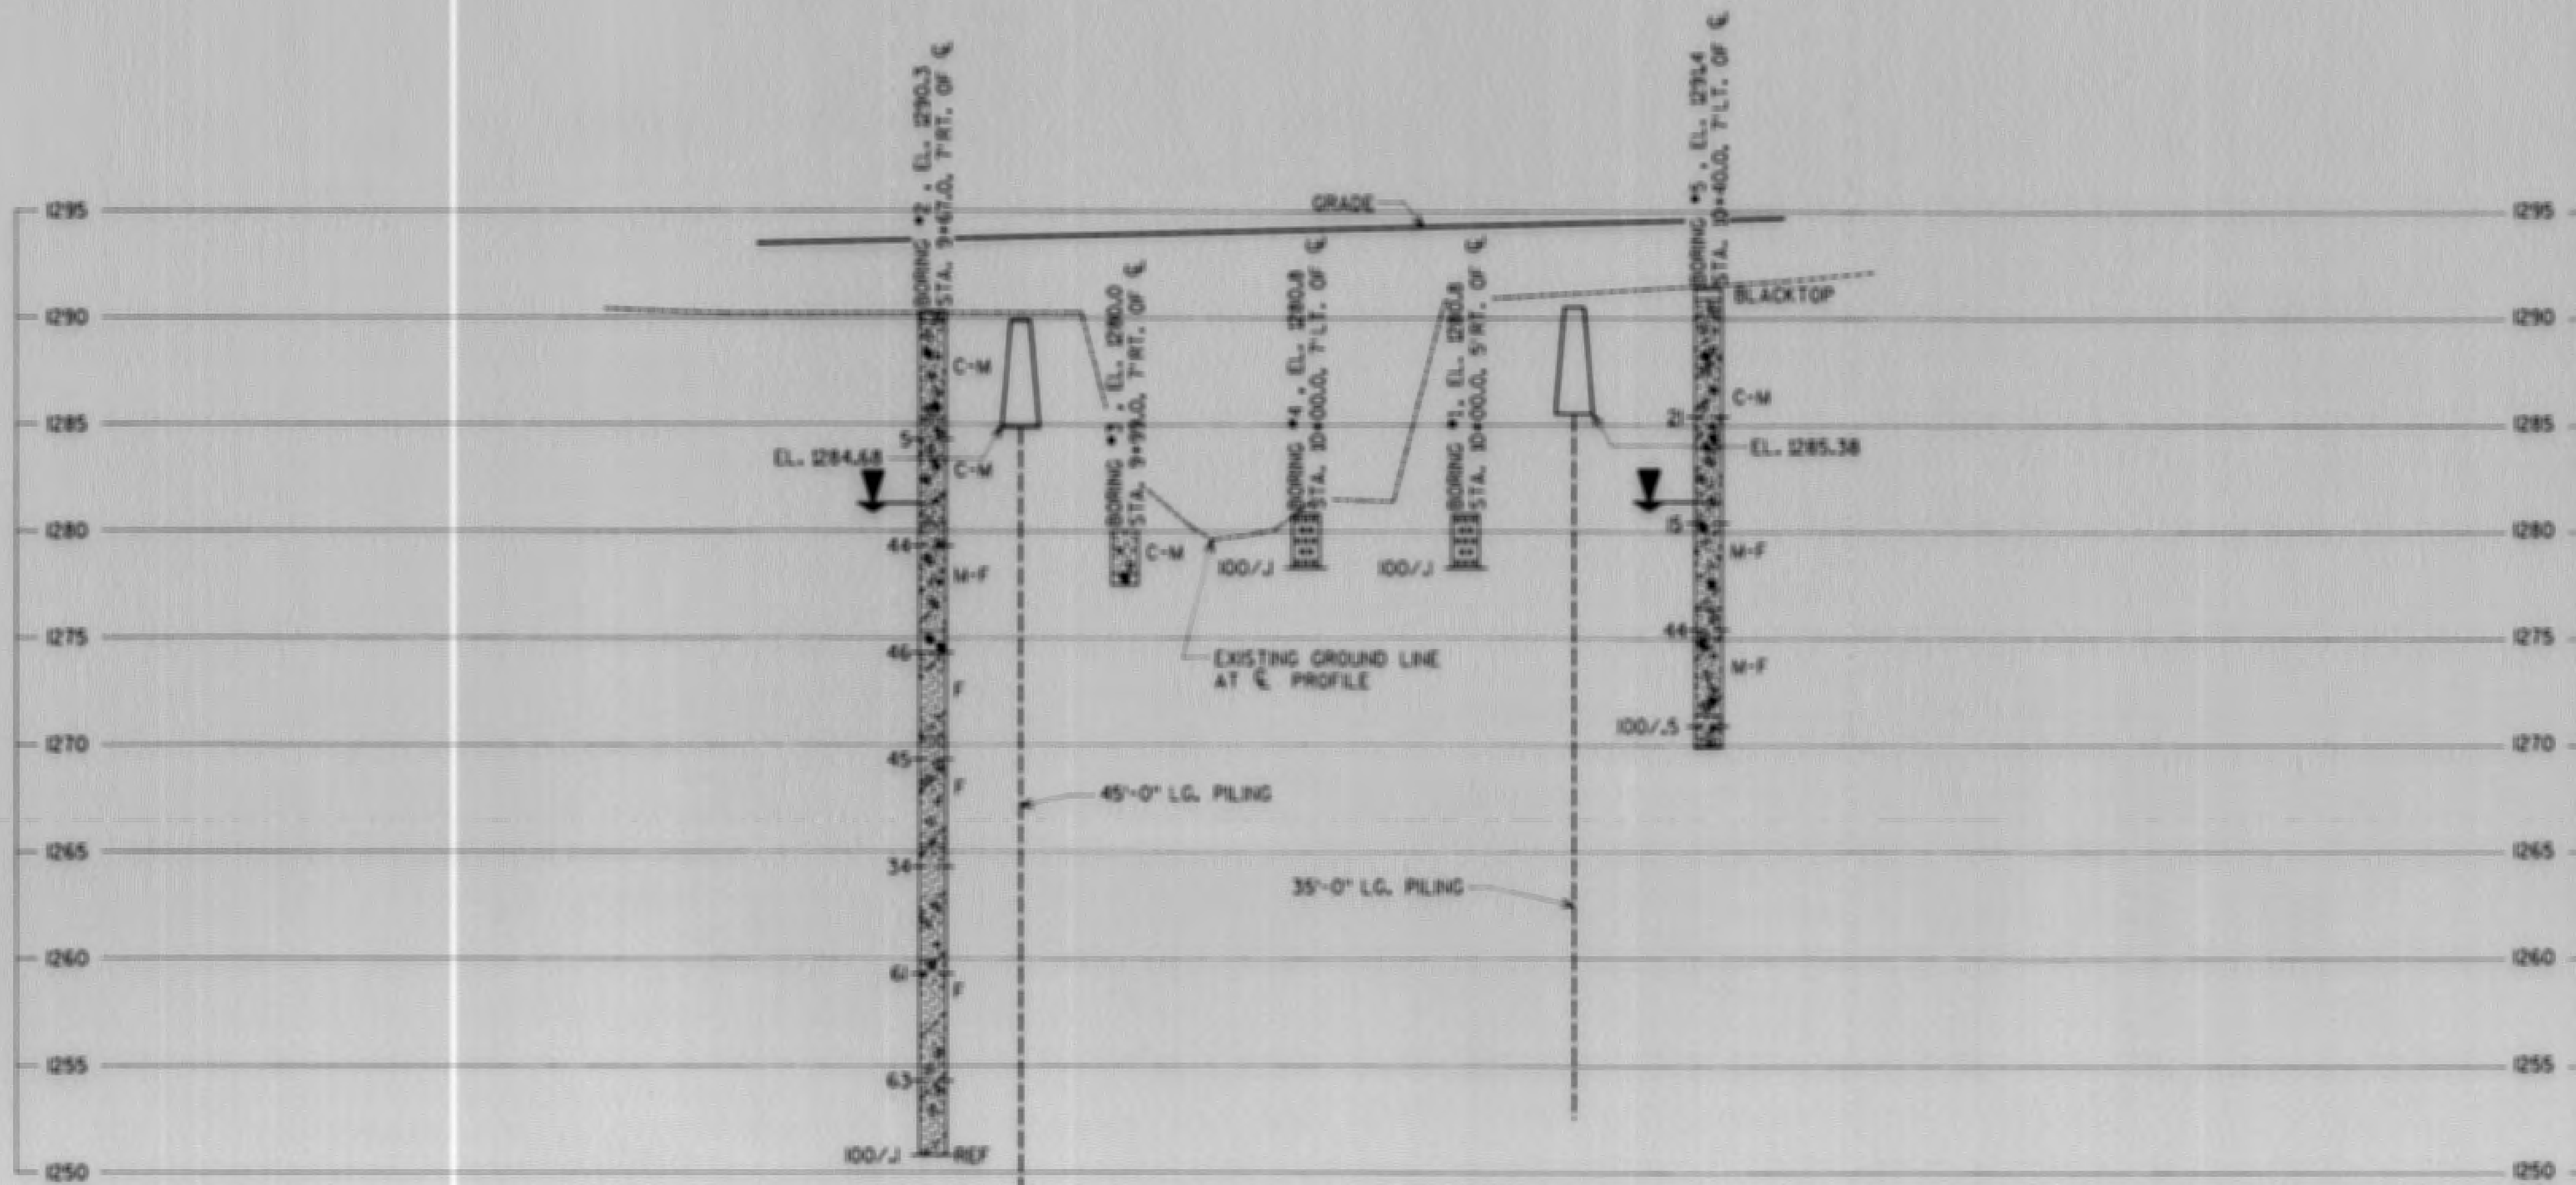 BORING #2, EL. 1290.3
STA. 9+67.0, 7'RT. OF ℄
BORING #5, EL. 1291.4
STA. 10+40.0, 7'LT. OF ℄
GRADE
1295
1295
BORING #3, EL. 1280.0
STA. 9+99.0, 7'RT. OF ℄
BORING #4, EL. 1280.8
STA. 10+00.0, 7'LT. OF ℄
BORING #1, EL. 1280.8
STA. 10+00.0, 5'RT. OF ℄
BLACKTOP
1290
1290
C-M
C-M
21
1285
1285
5
EL. 1284.68
C-M
EL. 1285.38
15
1280
1280
44
C-M
M-F
100/.1
100/.1
M-F
44
1275
1275
46
EXISTING GROUND LINE
AT ℄ PROFILE
M-F
F
100/.5
1270
1270
45
F
45'-0" LG. PILING
1265
1265
34
35'-0" LG. PILING
1260
1260
61
F
1255
1255
63
100/.1
REF
1250
1250